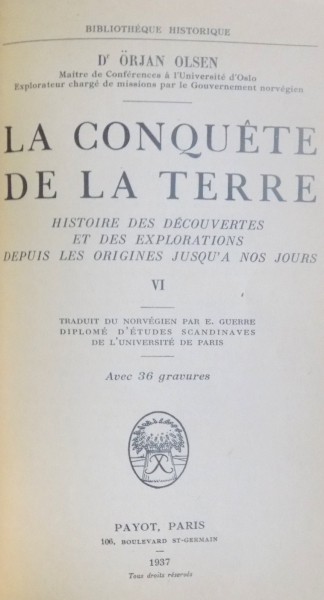 BIBLIOTHÈQUE HISTORIQUE
Dʳ ÖRJAN OLSEN
Maître de Conférences à l'Université d'Oslo
Explorateur chargé de missions par le Gouvernement norvégien
LA CONQUÊTE
DE LA TERRE
HISTOIRE DES DÉCOUVERTES
ET DES EXPLORATIONS
DEPUIS LES ORIGINES JUSQU'A NOS JOURS
VI
TRADUIT DU NORVÉGIEN PAR E. GUERRE
DIPLOMÉ D'ÉTUDES SCANDINAVES
DE L'UNIVERSITÉ DE PARIS
Avec 36 gravures
PAYOT, PARIS
106, BOULEVARD ST-GERMAIN
1937
Tous droits réservés